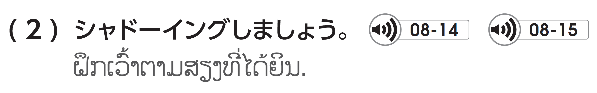 (2) シャドーイングしましょう。 08-14 08-15
ຝຶກເວົ້າຕາມສຽງທີ່ໄດ້ຍິນ.